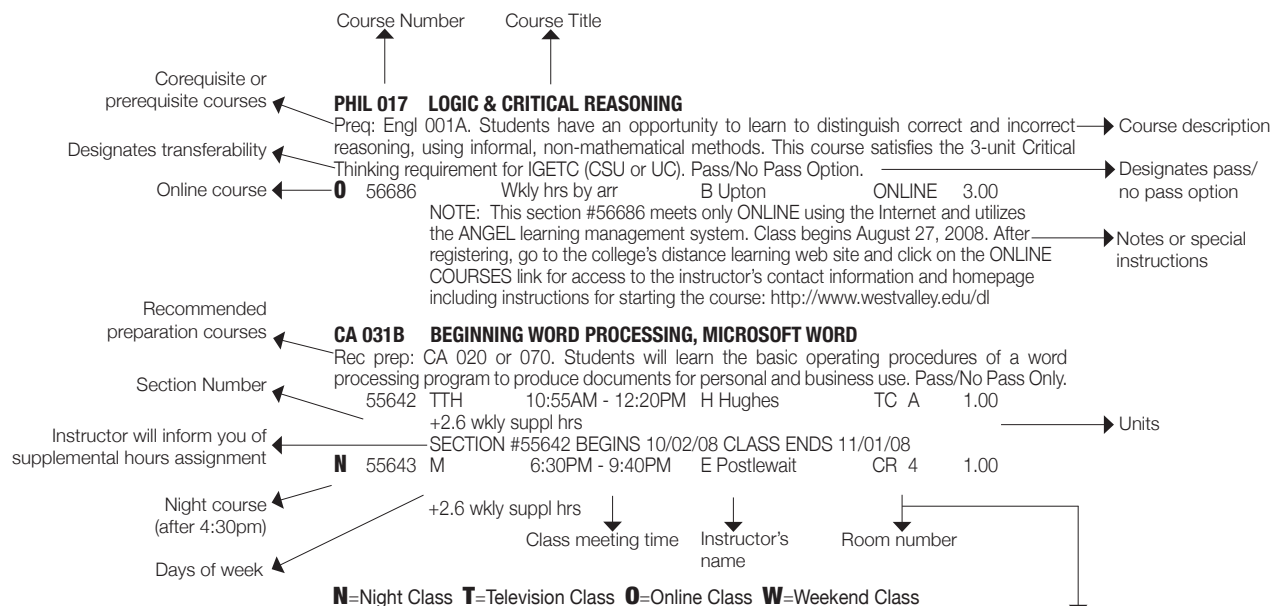 Course Number Course Title
Corequisite or
prerequisite courses
PHIL 017 LOGIC & CRITICAL REASONING
Preq: Engl 001A. Students have an opportunity to learn to distinguish correct and incorrect
Course description
reasoning, using informal, non-mathematical methods. This course satisfies the 3-unit Critical
Designates transferability
Thinking requirement for IGETC (CSU or UC). Pass/No Pass Option.
Designates pass/
no pass option
Online course
O 56686 Wkly hrs by arr B Upton ONLINE 3.00
NOTE: This section #56686 meets only ONLINE using the Internet and utilizes
the ANGEL learning management system. Class begins August 27, 2008. After
registering, go to the college's distance learning web site and click on the ONLINE
COURSES link for access to the instructor's contact information and homepage
including instructions for starting the course: http://www.westvalley.edu/dl
Notes or special
instructions
Recommended
preparation courses
CA 031B BEGINNING WORD PROCESSING, MICROSOFT WORD
Rec prep: CA 020 or 070. Students will learn the basic operating procedures of a word
processing program to produce documents for personal and business use. Pass/No Pass Only.
Section Number
55642 TTH 10:55AM - 12:20PM H Hughes TC A 1.00
+2.6 wkly suppl hrs
Units
Instructor will inform you of
supplemental hours assignment
SECTION #55642 BEGINS 10/02/08 CLASS ENDS 11/01/08
N 55643 M 6:30PM - 9:40PM E Postlewait CR 4 1.00
Night course
(after 4:30pm)
+2.6 wkly suppl hrs
Class meeting time
Instructor's
name
Room number
Days of week
N=Night Class T=Television Class O=Online Class W=Weekend Class